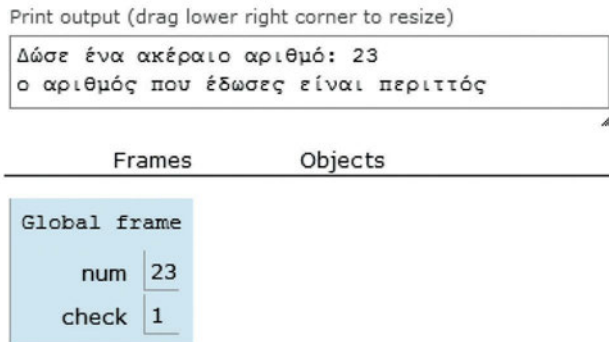 Print output (drag lower right corner to resize)
Δώσε ένα ακέραιο αριθμό: 23
ο αριθμός που έδωσες είναι περιττός
Frames Objects
Global frame
num 23
check 1